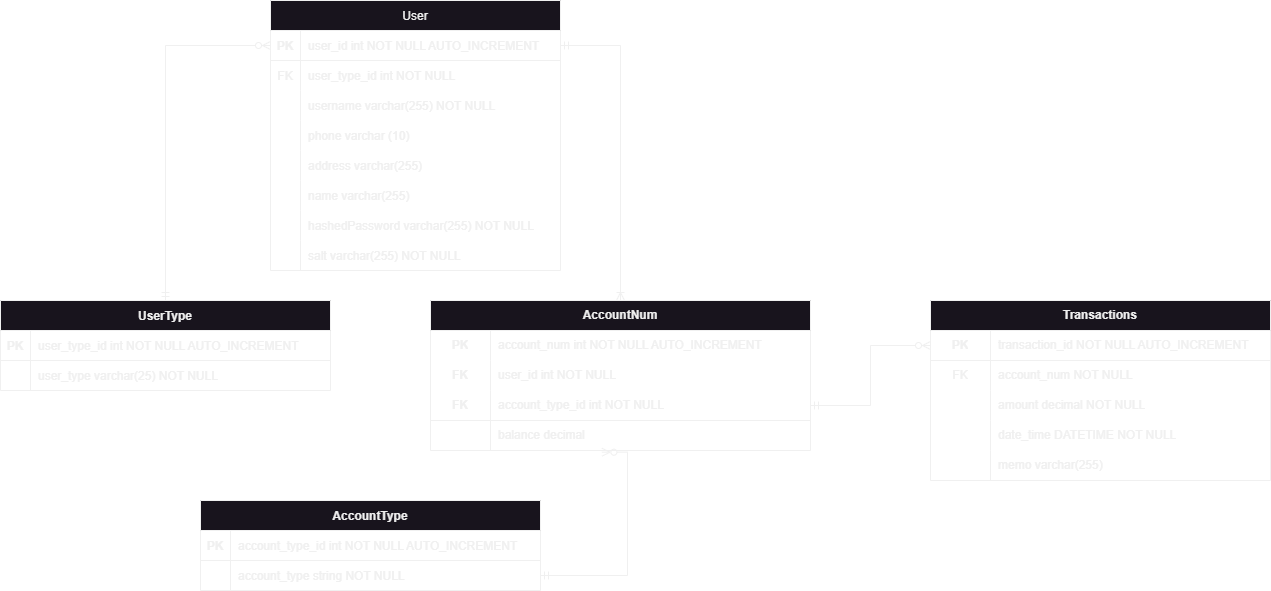 User
PK user_id int NOT NULL AUTO_INCREMENT
FK user_type_id int NOT NULL
username varchar(255) NOT NULL
phone varchar (10)
address varchar(255)
name varchar(255)
hashedPassword varchar(255) NOT NULL
salt varchar(255) NOT NULL
UserType
PK user_type_id int NOT NULL AUTO_INCREMENT
user_type varchar(25) NOT NULL
AccountNum
PK account_num int NOT NULL AUTO_INCREMENT
FK user_id int NOT NULL
FK account_type_id int NOT NULL
balance decimal
Transactions
PK transaction_id NOT NULL AUTO_INCREMENT
FK account_num NOT NULL
amount decimal NOT NULL
date_time DATETIME NOT NULL
memo varchar(255)
AccountType
PK account_type_id int NOT NULL AUTO_INCREMENT
account_type string NOT NULL